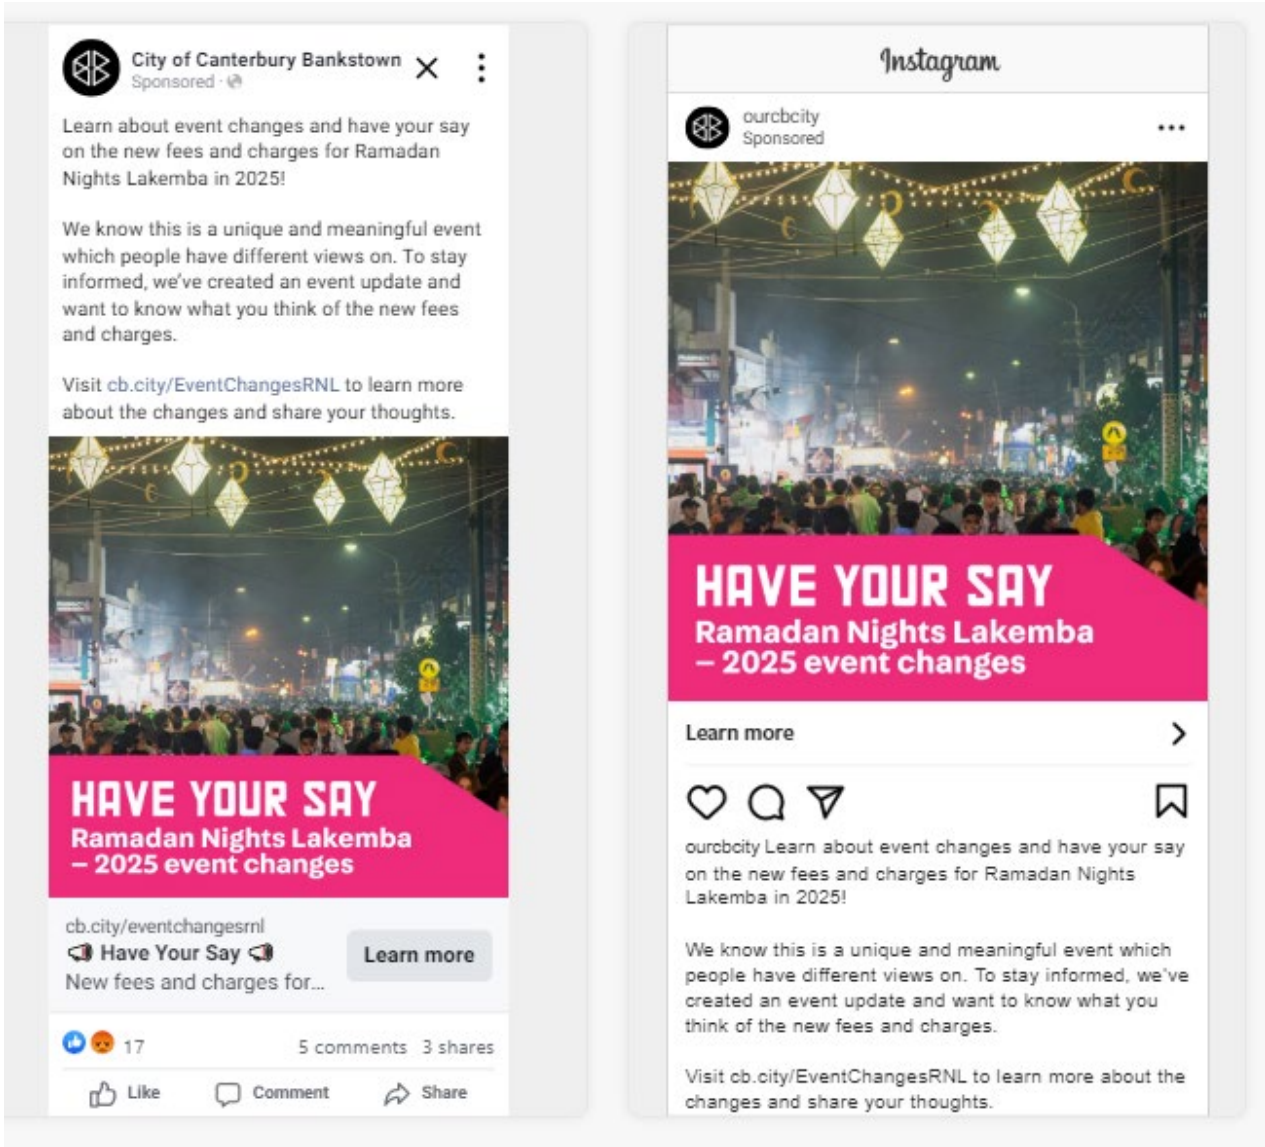 City of Canterbury Bankstown
Sponsored ·
Learn about event changes and have your say
on the new fees and charges for Ramadan
Nights Lakemba in 2025!
We know this is a unique and meaningful event
which people have different views on. To stay
informed, we've created an event update and
want to know what you think of the new fees
and charges.
Visit cb.city/EventChangesRNL to learn more
about the changes and share your thoughts.
HAVE YOUR SAY
Ramadan Nights Lakemba
– 2025 event changes
cb.city/eventchangesrnl
Have Your Say
New fees and charges for...
Learn more
17
5 comments 3 shares
Like Comment Share
Instagram
ourcbcity
Sponsored
HAVE YOUR SAY
Ramadan Nights Lakemba
– 2025 event changes
Learn more
ourcbcity Learn about event changes and have your say
on the new fees and charges for Ramadan Nights
Lakemba in 2025!
We know this is a unique and meaningful event which
people have different views on. To stay informed, we've
created an event update and want to know what you
think of the new fees and charges.
Visit cb.city/EventChangesRNL to learn more about the
changes and share your thoughts.